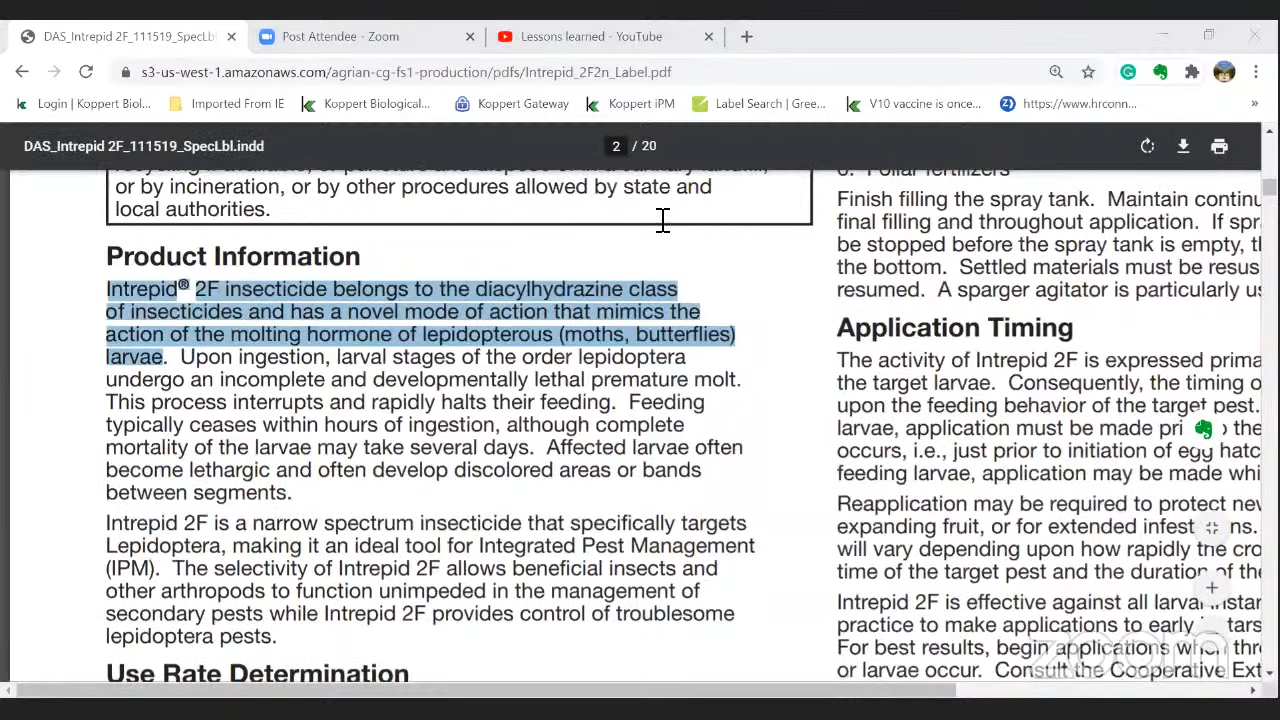 DAS_Intrepid 2F_111519_SpecLbl
Post Attendee - Zoom
Lessons learned - YouTube
s3-us-west-1.amazonaws.com/agrian-cg-fs1-production/pdfs/Intrepid_2F2n_Label.pdf
Login | Koppert Biol...
Imported From IE
Koppert Biological...
Koppert Gateway
Koppert iPM
Label Search | Gree...
V10 vaccine is once...
https://www.hrconn...
»
DAS_Intrepid 2F_111519_SpecLbl.indd
2 / 20
or by incineration, or by other procedures allowed by state and
local authorities.
Product Information
Intrepid® 2F insecticide belongs to the diacylhydrazine class
of insecticides and has a novel mode of action that mimics the
action of the molting hormone of lepidopterous (moths, butterflies)
larvae. Upon ingestion, larval stages of the order lepidoptera
undergo an incomplete and developmentally lethal premature molt.
This process interrupts and rapidly halts their feeding. Feeding
typically ceases within hours of ingestion, although complete
mortality of the larvae may take several days. Affected larvae often
become lethargic and often develop discolored areas or bands
between segments.
Intrepid 2F is a narrow spectrum insecticide that specifically targets
Lepidoptera, making it an ideal tool for Integrated Pest Management
(IPM). The selectivity of Intrepid 2F allows beneficial insects and
other arthropods to function unimpeded in the management of
secondary pests while Intrepid 2F provides control of troublesome
lepidoptera pests.
Use Rate Determination
Finish filling the spray tank. Maintain continu
final filling and throughout application. If spr
be stopped before the spray tank is empty, t
the bottom. Settled materials must be resus
resumed. A sparger agitator is particularly us
Application Timing
The activity of Intrepid 2F is expressed prima
the target larvae. Consequently, the timing o
upon the feeding behavior of the target pest.
larvae, application must be made pri the
occurs, i.e., just prior to initiation of egg hatc
feeding larvae, application may be made whi
Reapplication may be required to protect nev
expanding fruit, or for extended infest ns.
will vary depending upon how rapidly the cro
time of the target pest and the duration of the
Intrepid 2F is effective against all larval instar
practice to make applications to early tars
For best results, begin applications when thr
or larvae occur. Consult the Cooperative Ext
zoom